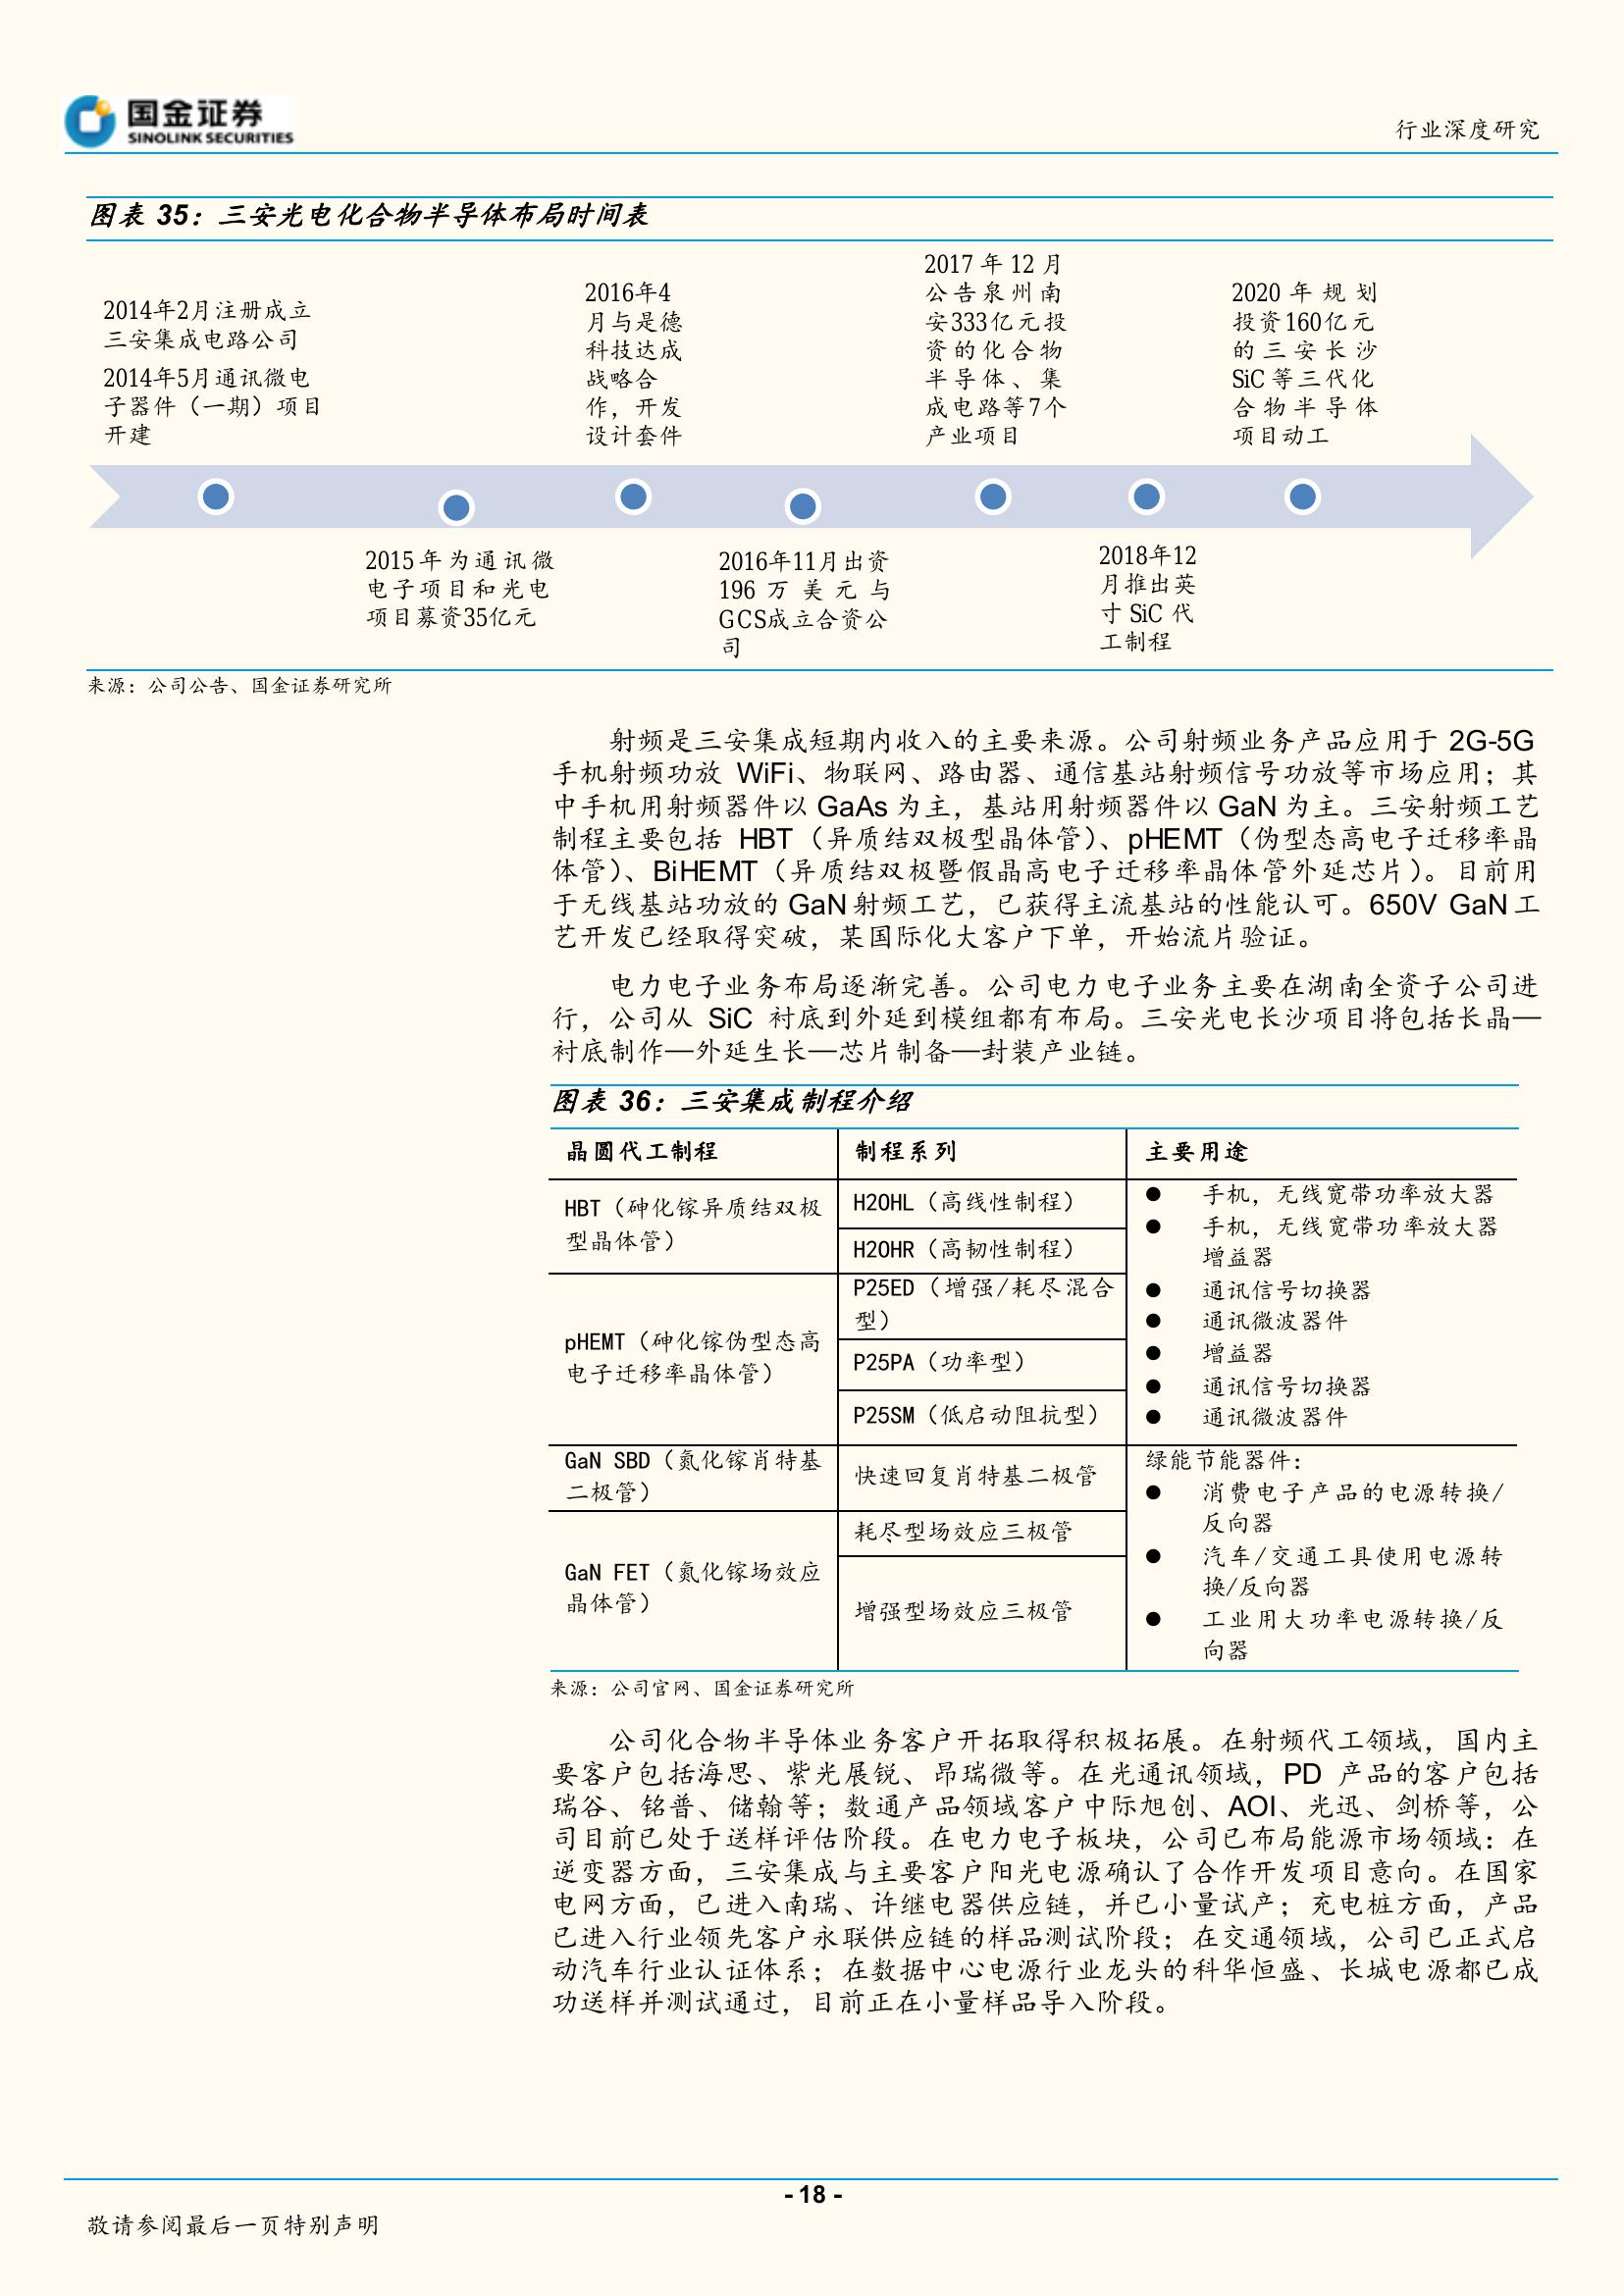 国金证券
SINOLINK SECURITIES
行业深度研究
图表 35：三安光电化合物半导体布局时间表
2014年2月注册成立
三安集成电路公司
2014年5月通讯微电
子器件（一期）项目
开建
2016年4
月与是德
科技达成
战略合
作，开发
设计套件
2017 年 12 月
公告泉州南
安333亿元投
资的化合物
半导体、集
成电路等7个
产业项目
2020 年 规 划
投资160亿元
的三安长沙
SiC 等三代化
合物半导体
项目动工
2015 年为通讯微
电子项目和光电
项目募资35亿元
2016年11月出资
196 万 美 元 与
GCS成立合资公
司
2018年12
月推出英
寸 SiC 代
工制程
来源：公司公告、国金证券研究所
射频是三安集成短期内收入的主要来源。公司射频业务产品应用于 2G-5G
手机射频功放 WiFi、物联网、路由器、通信基站射频信号功放等市场应用；其
中手机用射频器件以 GaAs 为主，基站用射频器件以 GaN 为主。三安射频工艺
制程主要包括 HBT（异质结双极型晶体管）、pHEMT（伪型态高电子迁移率晶
体管）、BiHEMT（异质结双极暨假晶高电子迁移率晶体管外延芯片）。目前用
于无线基站功放的 GaN 射频工艺，已获得主流基站的性能认可。650V GaN 工
艺开发已经取得突破，某国际化大客户下单，开始流片验证。
电力电子业务布局逐渐完善。公司电力电子业务主要在湖南全资子公司进
行，公司从 SiC 衬底到外延到模组都有布局。三安光电长沙项目将包括长晶—
衬底制作—外延生长—芯片制备—封装产业链。
图表 36：三安集成制程介绍
晶圆代工制程 制程系列 主要用途
HBT（砷化镓异质结双极
型晶体管）
H20HL（高线性制程）
H20HR（高韧性制程）
pHEMT（砷化镓伪型态高
电子迁移率晶体管）
P25ED（增强/耗尽混合
型）
P25PA（功率型）
P25SM（低启动阻抗型）
● 手机，无线宽带功率放大器
● 手机，无线宽带功率放大器
增益器
● 通讯信号切换器
● 通讯微波器件
● 增益器
● 通讯信号切换器
● 通讯微波器件
GaN SBD（氮化镓肖特基
二极管）
快速回复肖特基二极管
GaN FET（氮化镓场效应
晶体管）
耗尽型场效应三极管
增强型场效应三极管
绿能节能器件：
● 消费电子产品的电源转换/
反向器
● 汽车/交通工具使用电源转
换/反向器
● 工业用大功率电源转换/反
向器
来源：公司官网、国金证券研究所
公司化合物半导体业务客户开拓取得积极拓展。在射频代工领域，国内主
要客户包括海思、紫光展锐、昂瑞微等。在光通讯领域，PD 产品的客户包括
瑞谷、铭普、储翰等；数通产品领域客户中际旭创、AOI、光迅、剑桥等，公
司目前已处于送样评估阶段。在电力电子板块，公司已布局能源市场领域：在
逆变器方面，三安集成与主要客户阳光电源确认了合作开发项目意向。在国家
电网方面，已进入南瑞、许继电器供应链，并已小量试产；充电桩方面，产品
已进入行业领先客户永联供应链的样品测试阶段；在交通领域，公司已正式启
动汽车行业认证体系；在数据中心电源行业龙头的科华恒盛、长城电源都已成
功送样并测试通过，目前正在小量样品导入阶段。
- 18 -
敬请参阅最后一页特别声明